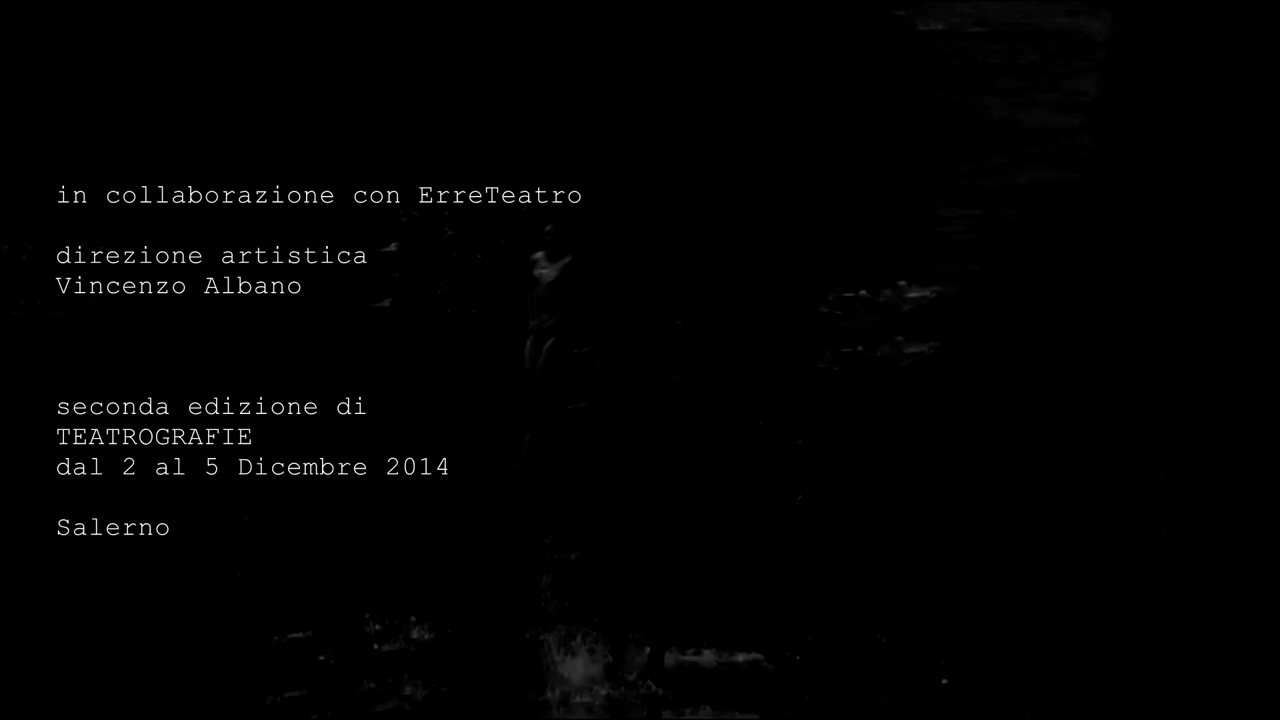 in collaborazione con ErreTeatro
direzione artistica
Vincenzo Albano
seconda edizione di
TEATROGRAFIE
dal 2 al 5 Dicembre 2014
Salerno